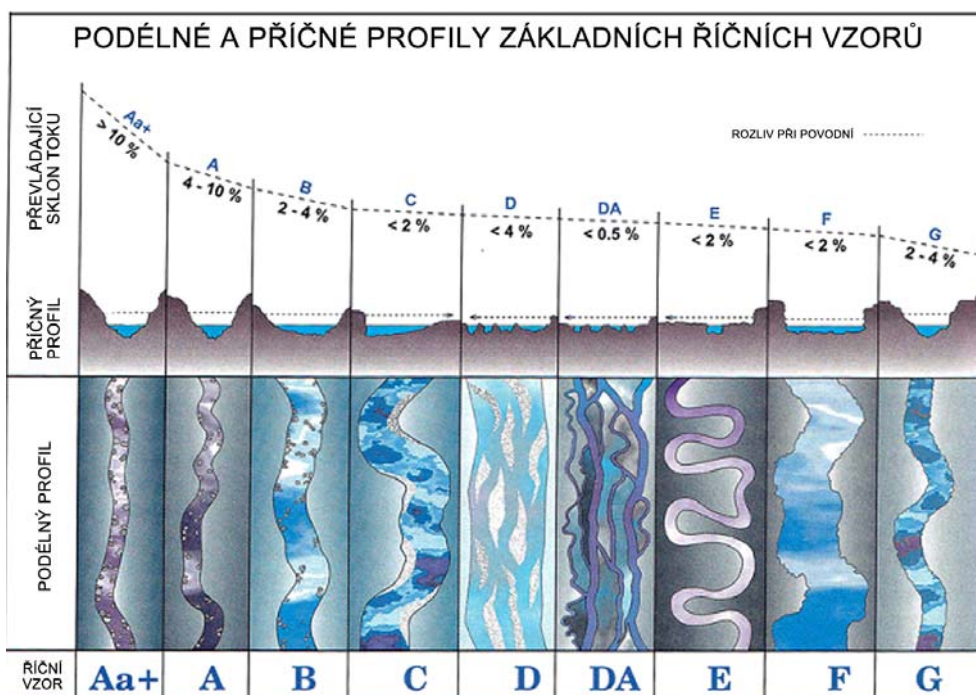 PODÉLNÉ A PŘÍČNÉ PROFILY ZÁKLADNÍCH ŘÍČNÍCH VZORŮ
PŘEVLÁDAJÍCÍ
SKLON TOKU
ROZLIV PŘI POVODNÍ
Aa+
> 10 %
A
4 - 10 %
B
2 - 4 %
C
< 2 %
D
< 4 %
DA
< 0.5 %
E
< 2 %
F
< 2 %
G
2 - 4 %
PŘÍČNÝ
PROFIL
PODÉLNÝ PROFIL
ŘÍČNÍ
VZOR
Aa+ A B C D DA E F G